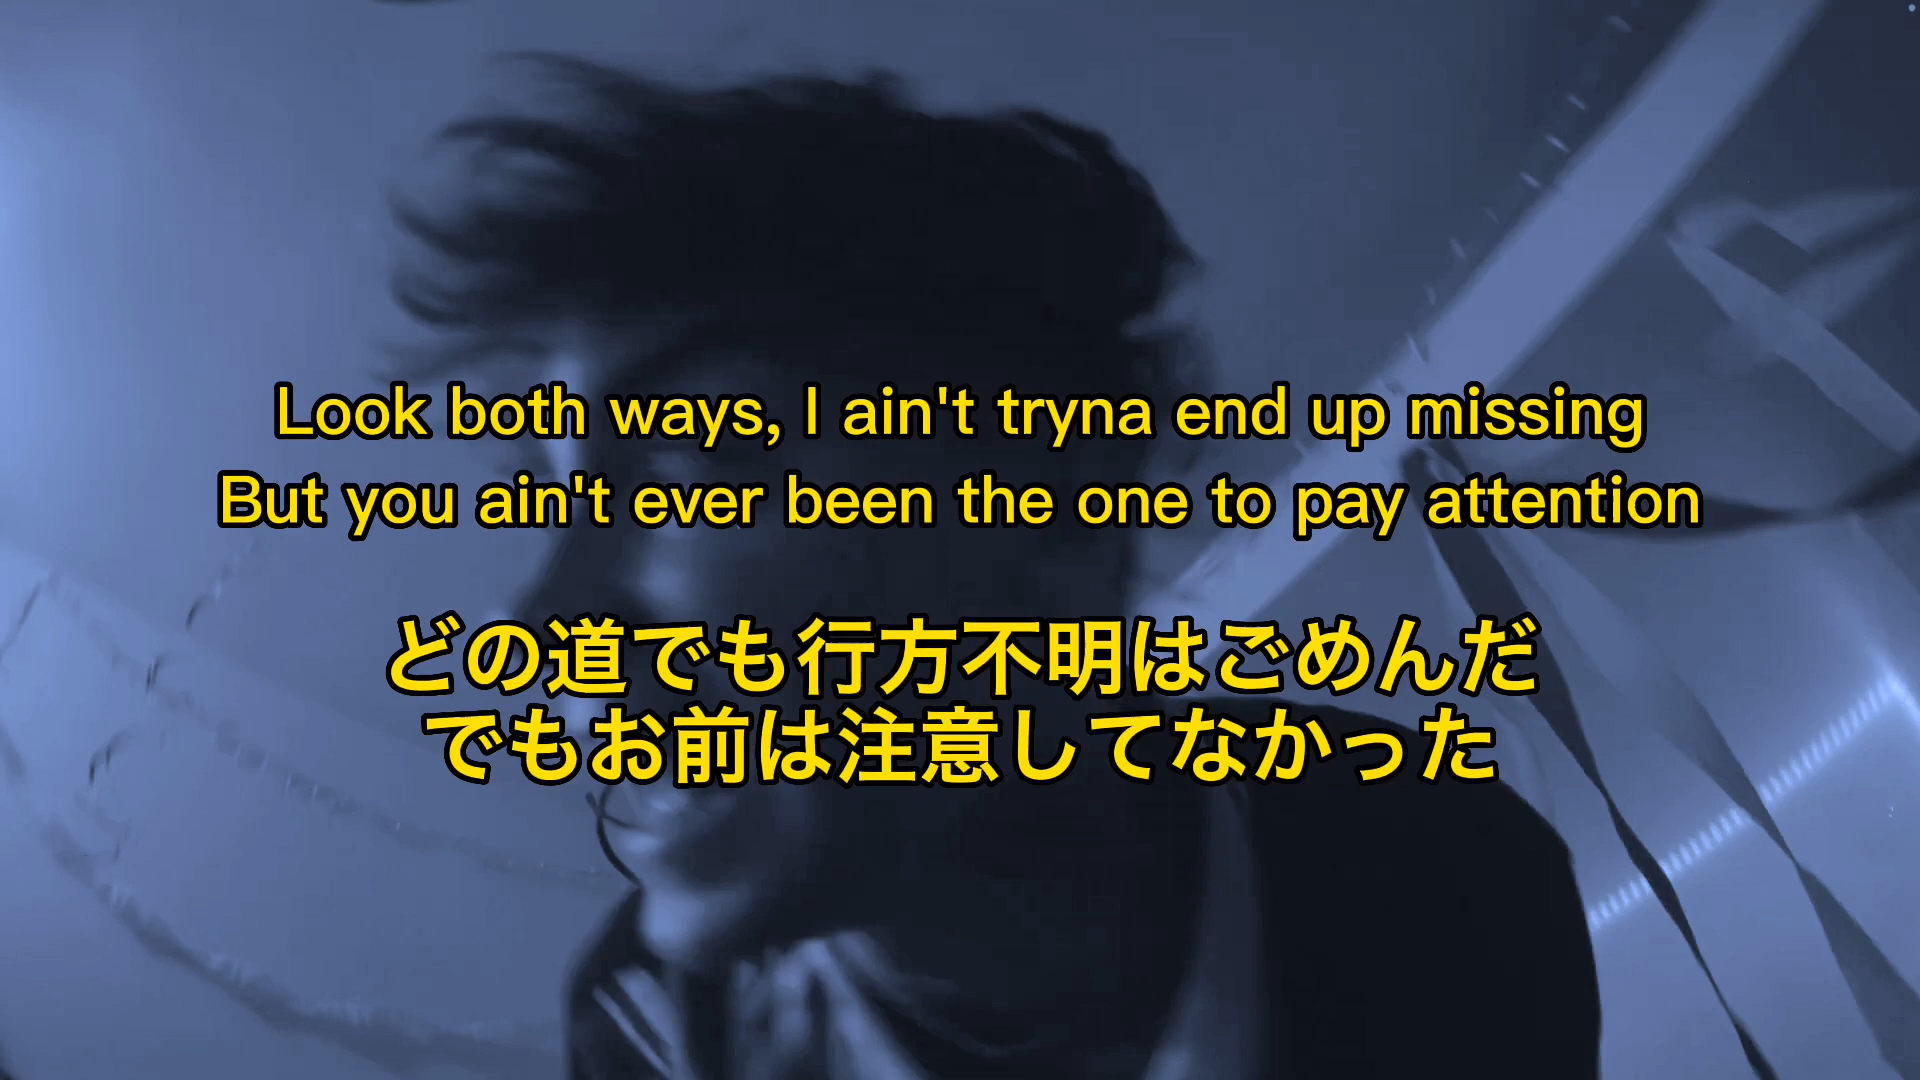 Look both ways, I ain't tryna end up missing
But you ain't ever been the one to pay attention
どの道でも行方不明はごめんだ
でもお前は注意してなかった